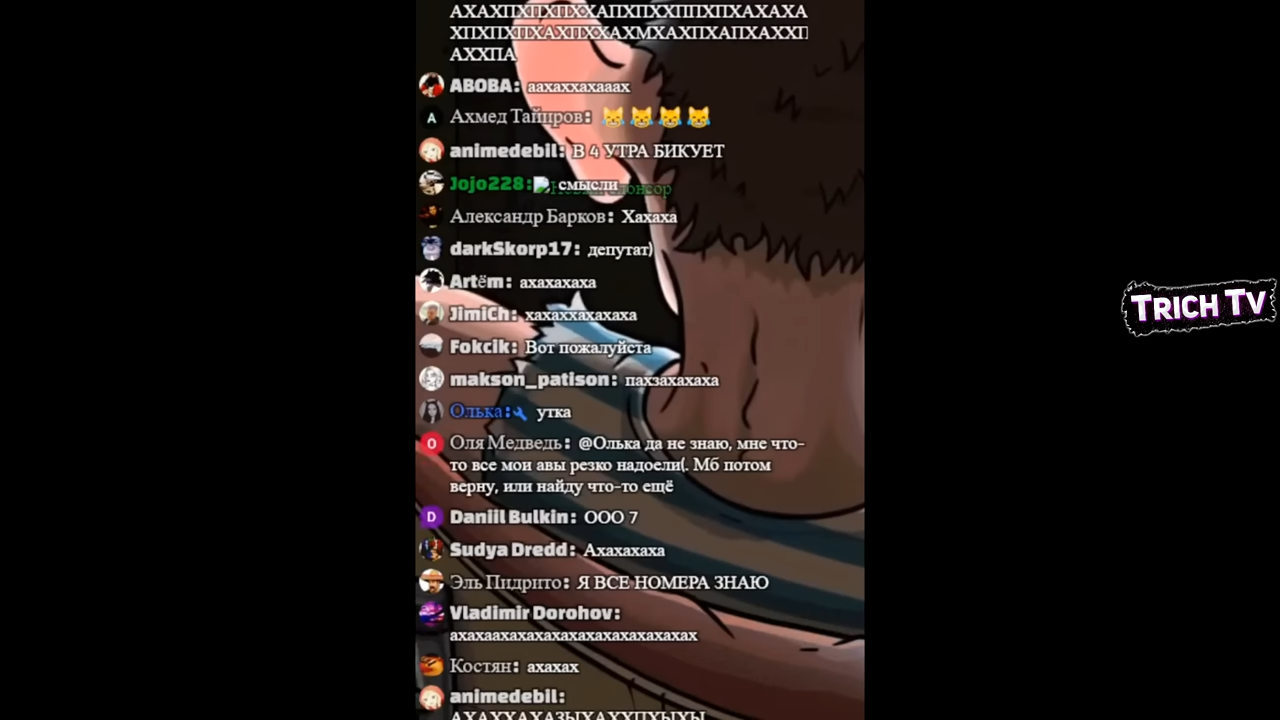 АХАХПХПХПХХАПХПХХППХПХАХАХА
ХПХПХПХАХПХХАХМХАХПХАПХАХХП
АХХПА
ABOBA: аахаххахааах
A Ахмед Тайпров: 😹 😹 😹 😹
animedebil: В 4 УТРА БИКУЕТ
Jojo228: смысли
Александр Барков: Хахаха
darkSkorp17: депутат)
Artёm: ахахахаха
JimiCh: хахаххахахаха
Fokcik: Вот пожалуйста
makson_patison: пахзахахаха
Олька: утка
TRICH TV
О Оля Медведь: @Олька да не знаю, мне что-
то все мои авы резко надоели(. Мб потом
верну, или найду что-то ещё
D Daniil Bulkin: ООО 7
Sudya Dredd: Ахахахаха
Эль Пидрито: Я ВСЕ НОМЕРА ЗНАЮ
Vladimir Dorohov:
ахахаахахахахахахахахахахахах
Костян: ахахах
animedebil:
АХАХХАХАЗЫХАХХПХЫХЫ